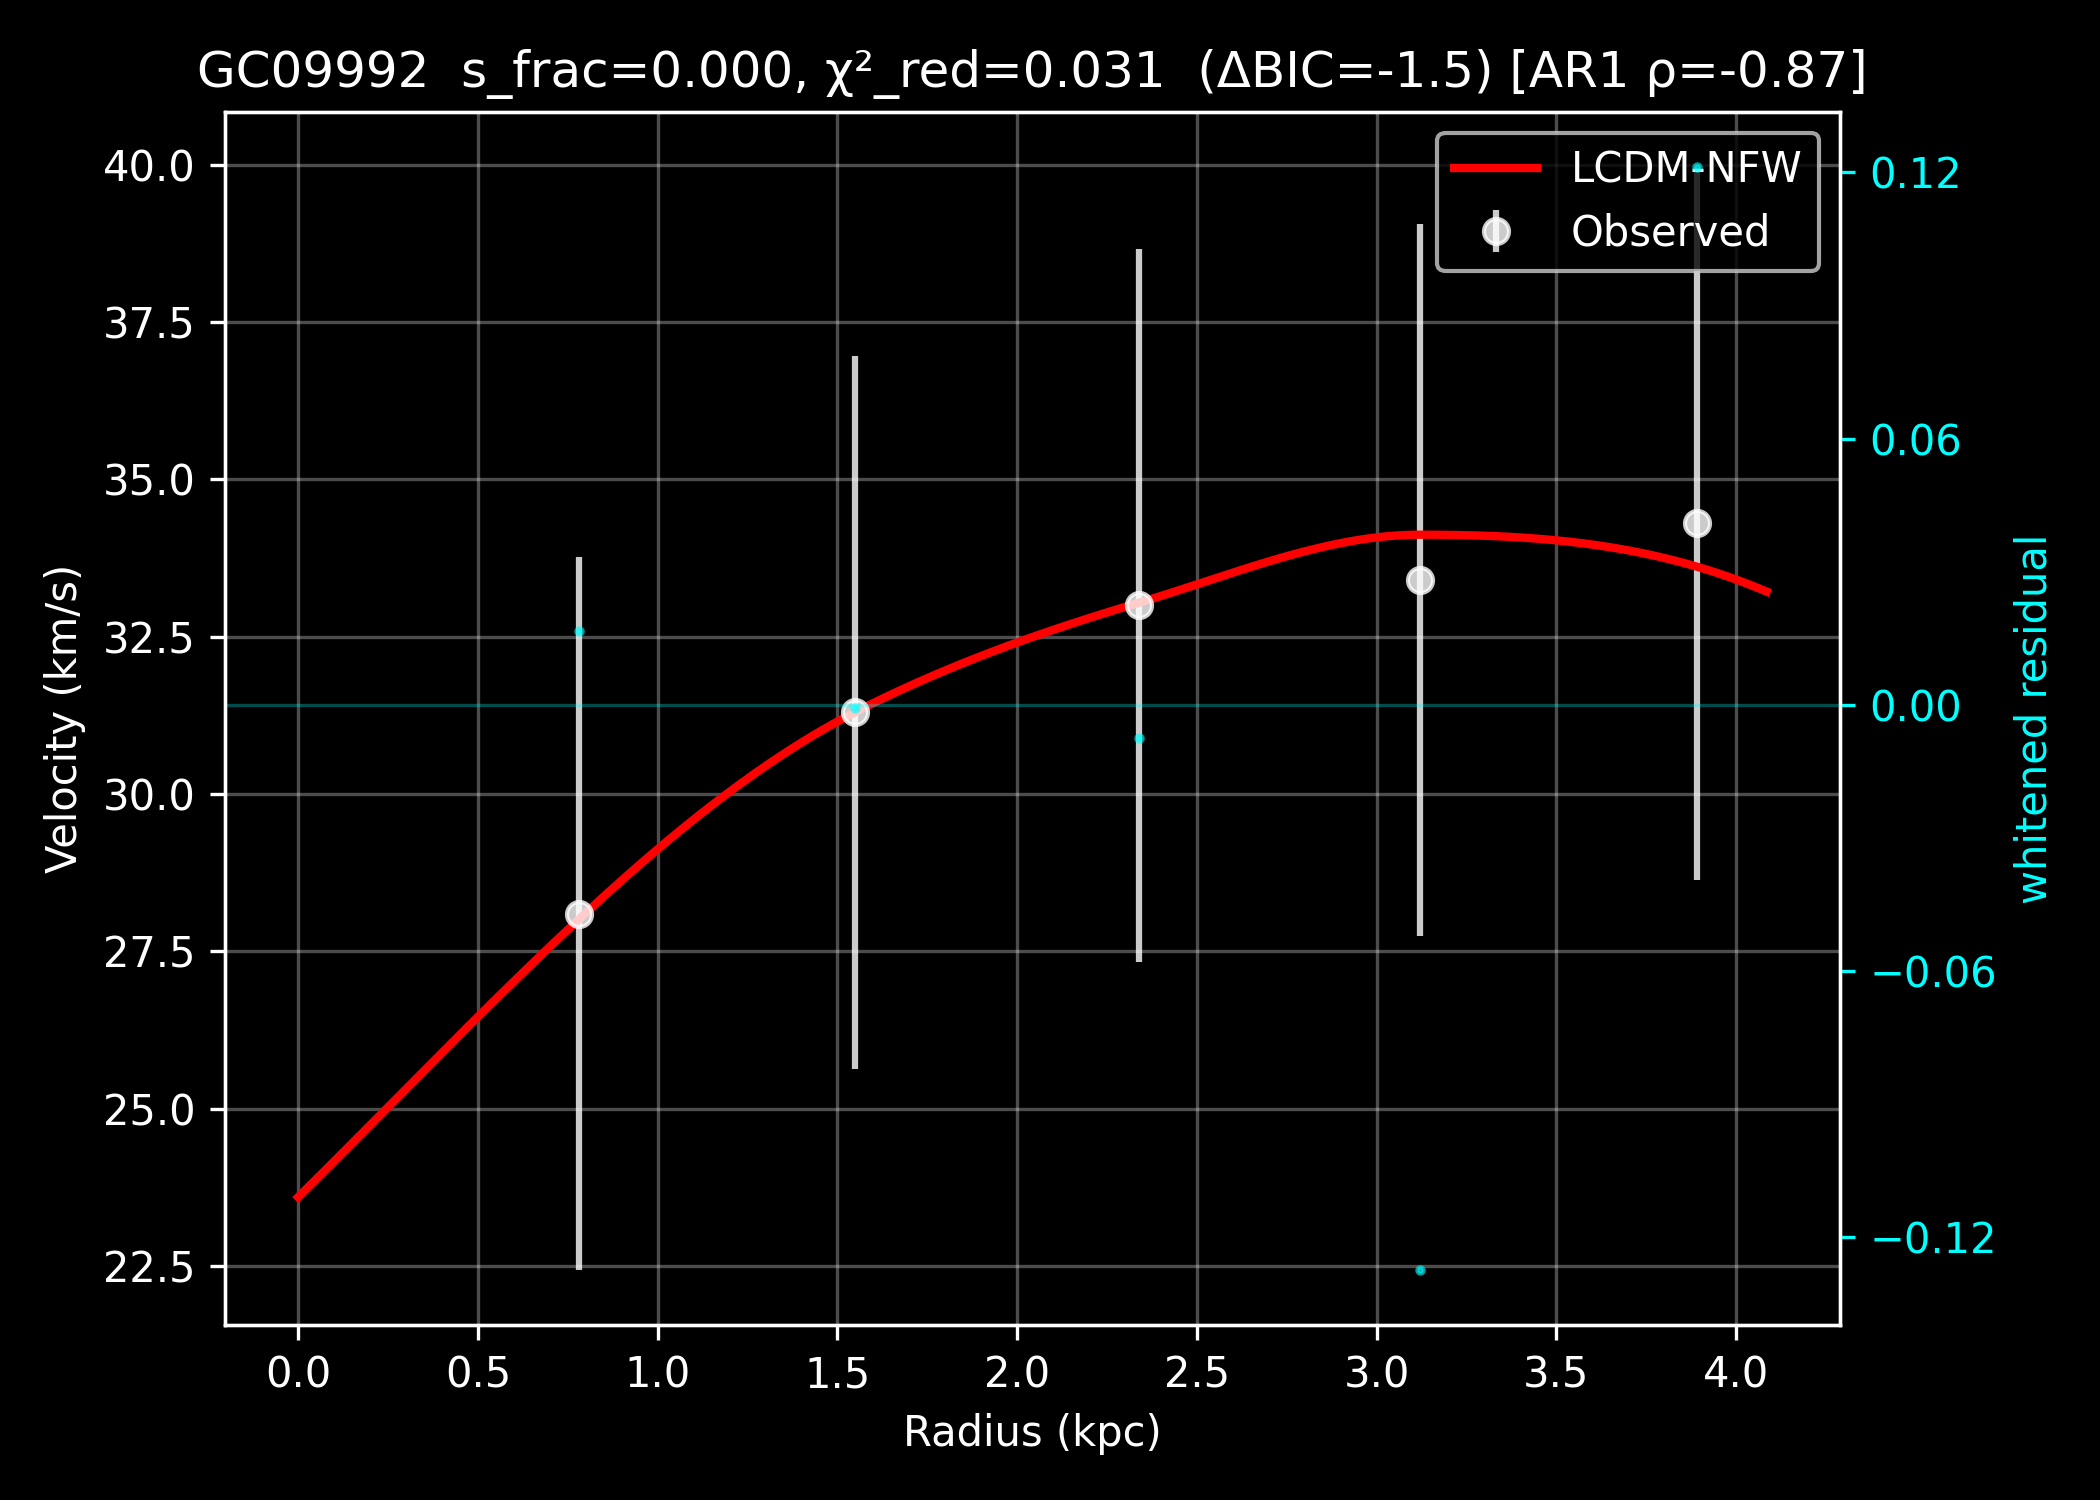 GC09992 s_frac=0.000, χ²_red=0.031 (ΔBIC=-1.5) [AR1 ρ=-0.87]
LCDM-NFW
Observed
40.0
37.5
35.0
32.5
30.0
27.5
25.0
22.5
Velocity (km/s)
0.12
0.06
0.00
−0.06
−0.12
whitened residual
0.0 0.5 1.0 1.5 2.0 2.5 3.0 3.5 4.0
Radius (kpc)